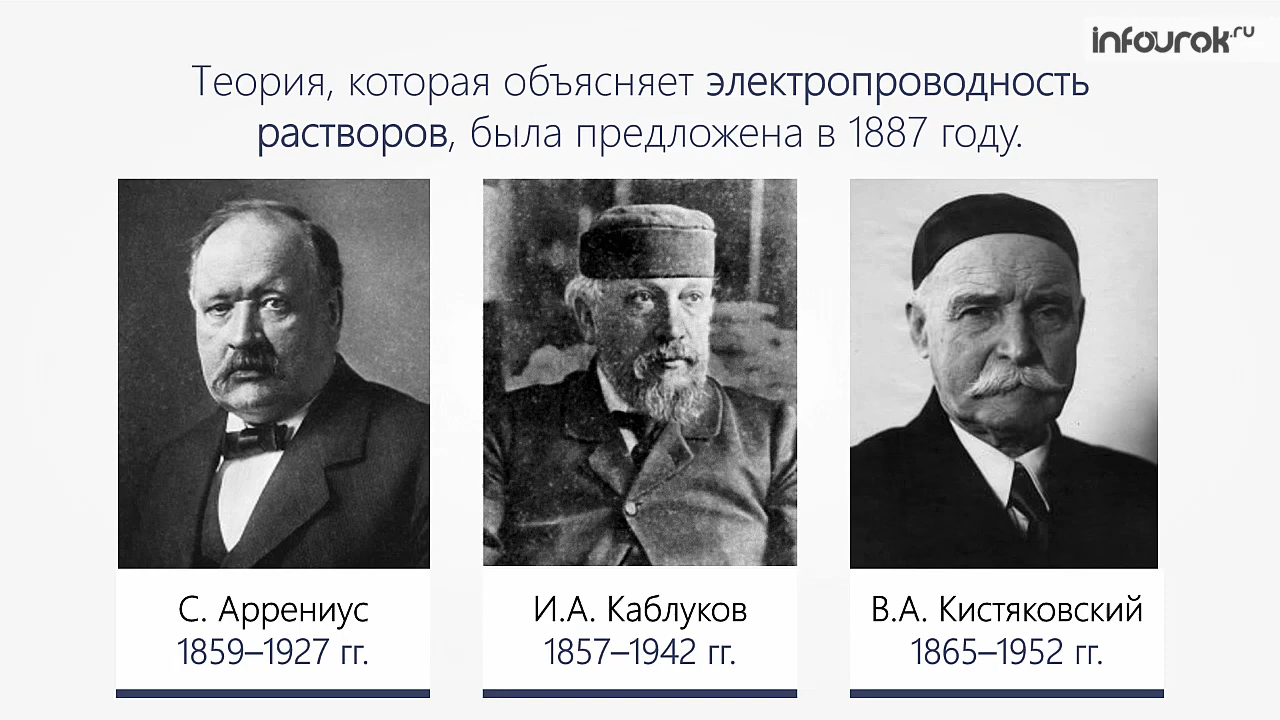 infourok.ru
Теория, которая объясняет электропроводность
растворов, была предложена в 1887 году.
С. Аррениус
1859–1927 гг.
И.А. Каблуков
1857–1942 гг.
В.А. Кистяковский
1865–1952 гг.